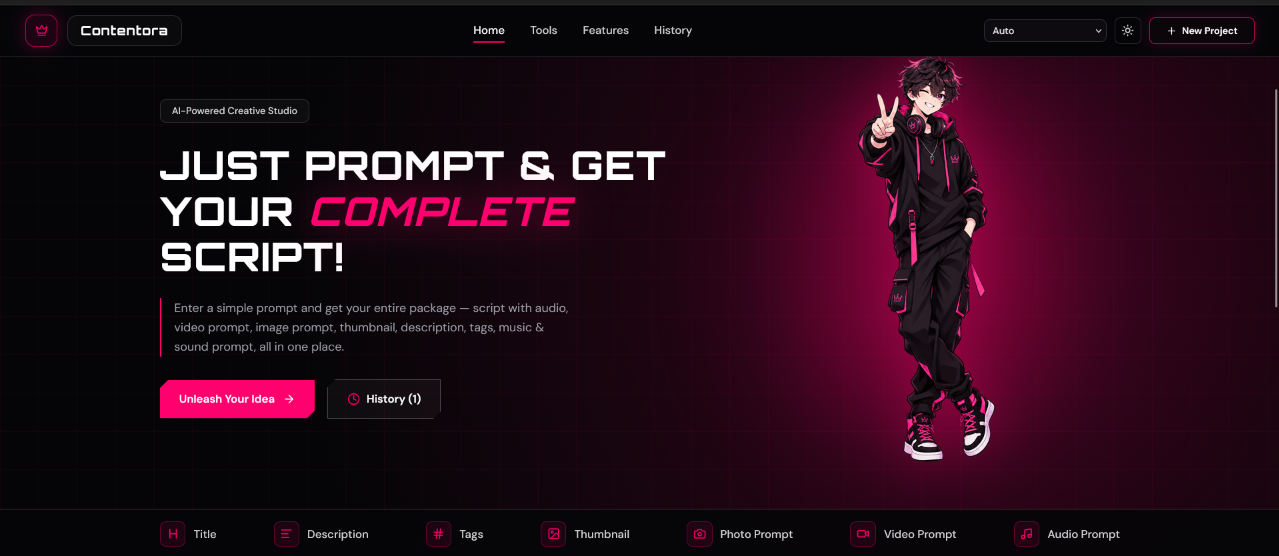 Contentora
Home
Tools
Features
History
Auto
+ New Project
AI-Powered Creative Studio
JUST PROMPT & GET
YOUR COMPLETE
SCRIPT!
Enter a simple prompt and get your entire package — script with audio,
video prompt, image prompt, thumbnail, description, tags, music &
sound prompt, all in one place.
Unleash Your Idea →
History (1)
Title
Description
Tags
Thumbnail
Photo Prompt
Video Prompt
Audio Prompt